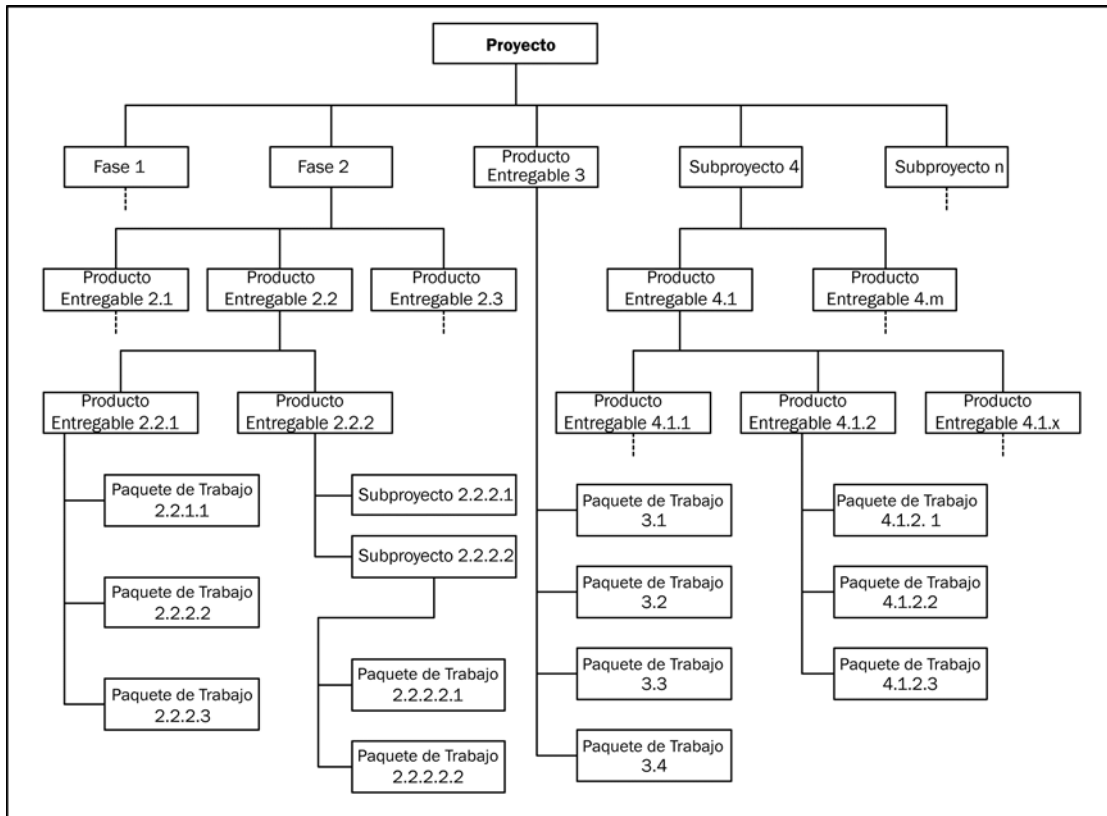 Proyecto
Fase 1
Fase 2
Producto
Entregable 3
Subproyecto 4
Subproyecto n
Producto
Entregable 2.1
Producto
Entregable 2.2
Producto
Entregable 2.3
Producto
Entregable 4.1
Producto
Entregable 4.m
Producto
Entregable 2.2.1
Producto
Entregable 2.2.2
Producto
Entregable 4.1.1
Producto
Entregable 4.1.2
Producto
Entregable 4.1.x
Paquete de Trabajo
2.2.1.1
Paquete de Trabajo
2.2.2.2
Paquete de Trabajo
2.2.2.3
Subproyecto 2.2.2.1
Subproyecto 2.2.2.2
Paquete de Trabajo
2.2.2.2.1
Paquete de Trabajo
2.2.2.2.2
Paquete de Trabajo
3.1
Paquete de Trabajo
3.2
Paquete de Trabajo
3.3
Paquete de Trabajo
3.4
Paquete de Trabajo
4.1.2. 1
Paquete de Trabajo
4.1.2.2
Paquete de Trabajo
4.1.2.3